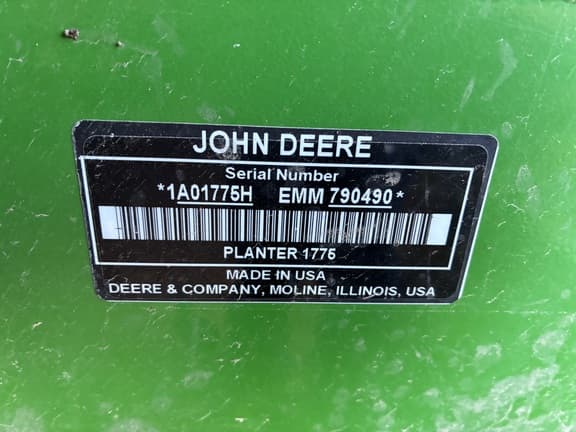 JOHN DEERE
Serial Number
*1A01775H EMM 790490*
PLANTER 1775
MADE IN USA
DEERE & COMPANY, MOLINE, ILLINOIS, USA